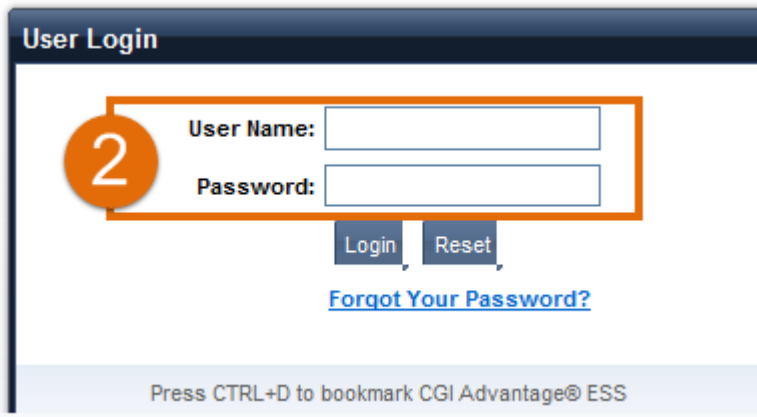 User Login
2
User Name:
Password:
Login Reset
Forgot Your Password?
Press CTRL+D to bookmark CGI Advantage® ESS